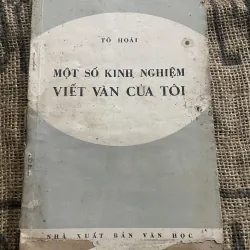 TÔ HOÀI
MỘT SỐ KINH NGHIỆM
VIẾT VĂN CỦA TÔI
NHÀ XUẤT BẢN VĂN HỌC